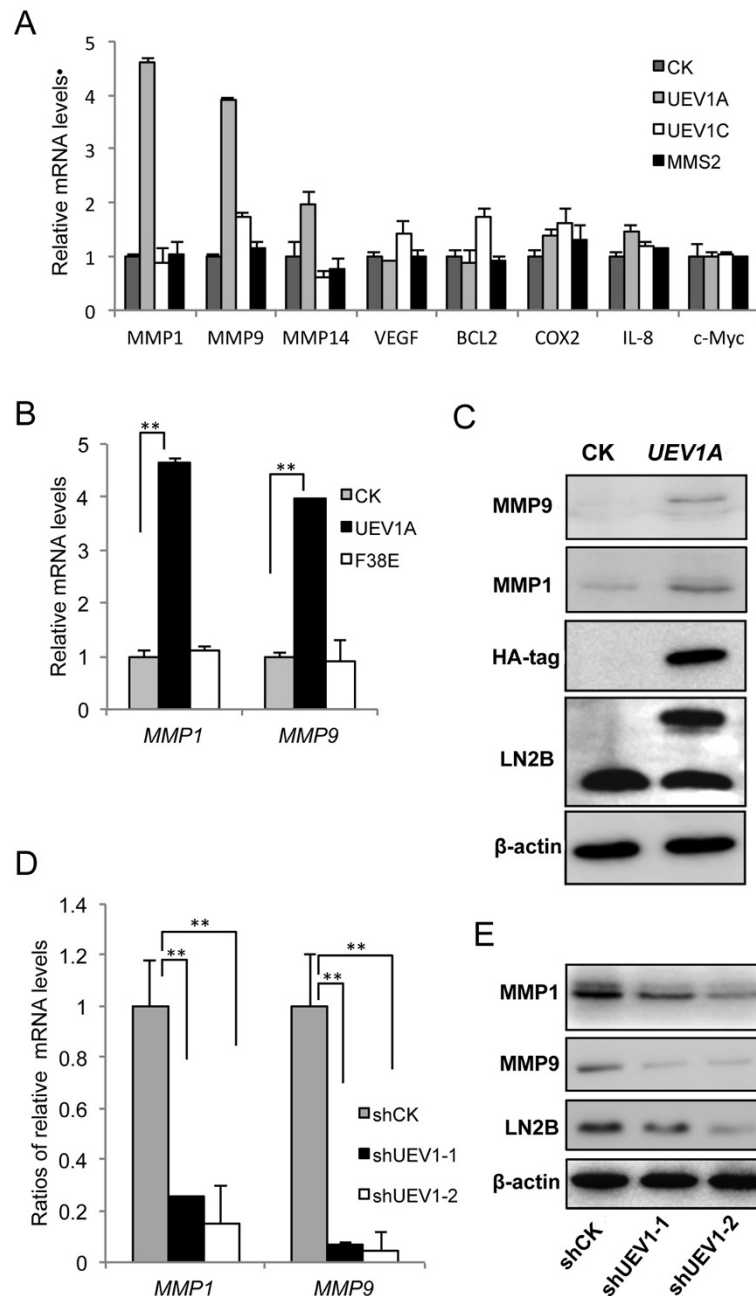 A
Relative mRNA levels•
5
4
3
2
1
0
CK
UEV1A
UEV1C
MMS2
MMP1 MMP9 MMP14 VEGF BCL2 COX2 IL-8 c-Myc
B
Relative mRNA levels
5
4
3
2
1
0
** **
CK
UEV1A
F38E
MMP1 MMP9
C
CK UEV1A
MMP9
MMP1
HA-tag
LN2B
β-actin
D
Ratios of relative mRNA levels
1.4
1.2
1
0.8
0.6
0.4
0.2
0
** **
** **
shCK
shUEV1-1
shUEV1-2
MMP1 MMP9
E
MMP1
MMP9
LN2B
β-actin
shCK shUEV1-1 shUEV1-2